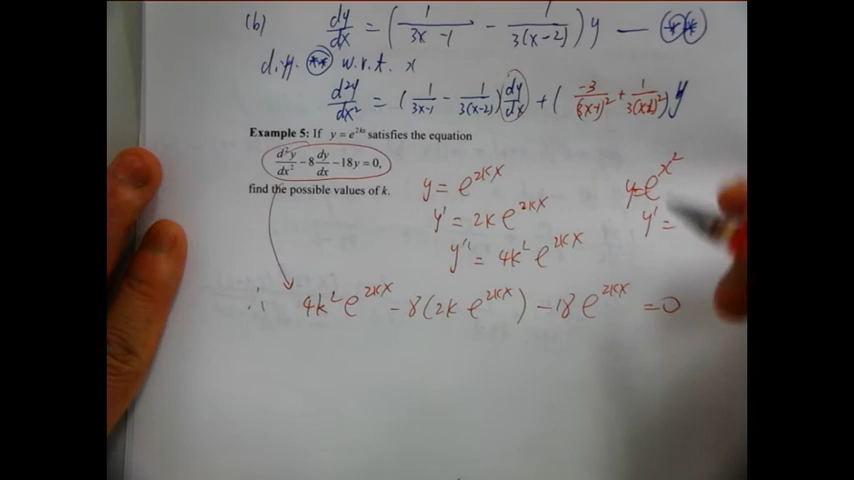 (b) dy/dx = ( 1/(3x-1) - 1/(3(x-2)) ) y — (**)
diff. (**) w.r.t. x
d²y/dx² = ( 1/(3x-1) - 1/(3(x-2)) ) dy/dx + ( -3/(3x-1)² + 1/(3(x-2)²) ) y
Example 5: If y = e^{2kx} satisfies the equation
d²y/dx² - 8 dy/dx - 18y = 0,
find the possible values of k.
y = e^{2kx}
y' = 2k e^{2kx}
y'' = 4k² e^{2kx}
y = e^{x²}
y' =
∴ 4k² e^{2kx} - 8(2k e^{2kx}) - 18 e^{2kx} = 0